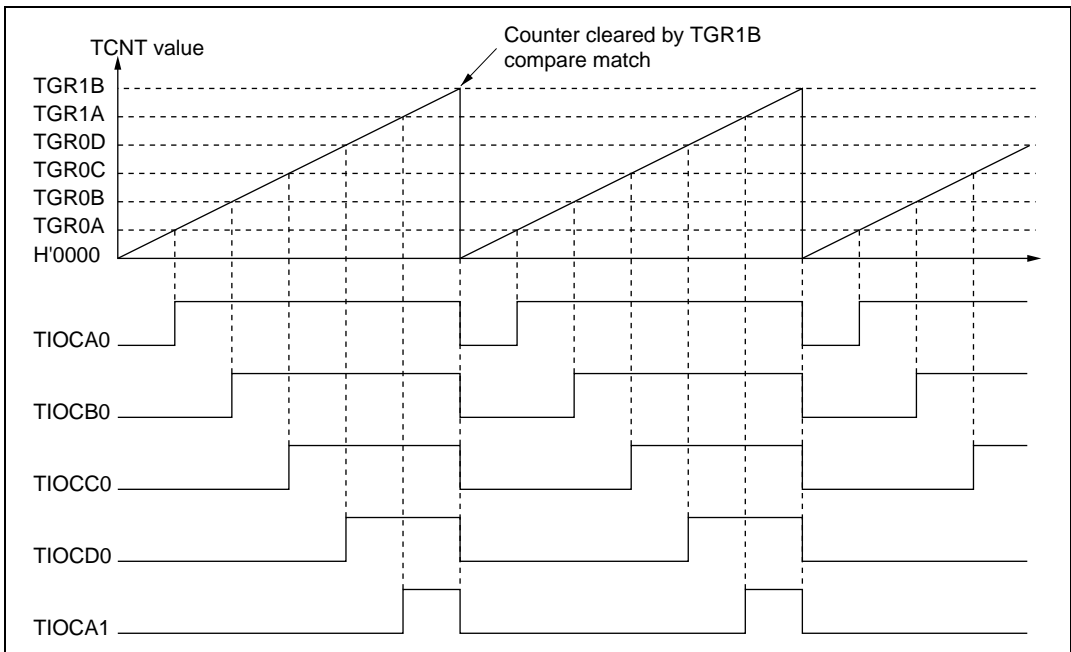 Counter cleared by TGR1B
compare match
TCNT value
TGR1B
TGR1A
TGR0D
TGR0C
TGR0B
TGR0A
H'0000
TIOCA0
TIOCB0
TIOCC0
TIOCD0
TIOCA1